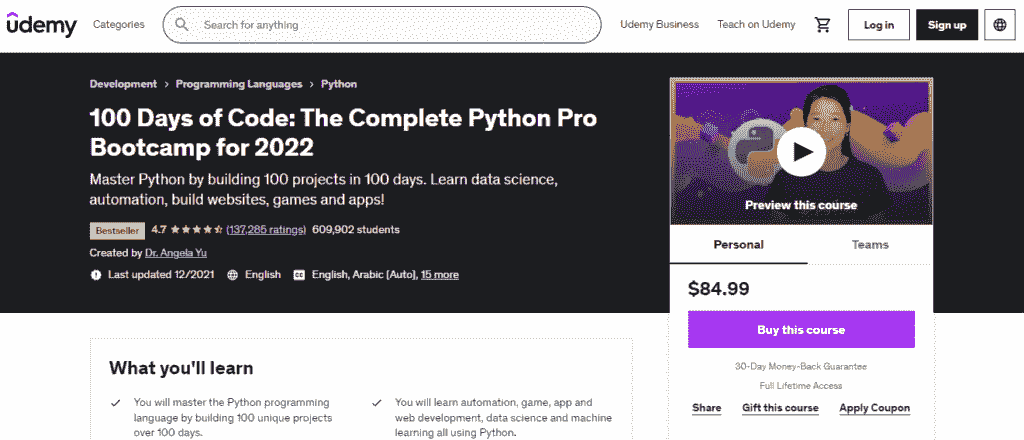 udemy
Categories
Search for anything
Udemy Business
Teach on Udemy
Log in
Sign up
Development > Programming Languages > Python
100 Days of Code: The Complete Python Pro
Bootcamp for 2022
Master Python by building 100 projects in 100 days. Learn data science,
automation, build websites, games and apps!
Bestseller 4.7 (137,285 ratings) 609,902 students
Created by Dr. Angela Yu
Last updated 12/2021 English English, Arabic [Auto], 15 more
Preview this course
Personal
Teams
$84.99
Buy this course
30-Day Money-Back Guarantee
Full Lifetime Access
Share Gift this course Apply Coupon
What you'll learn
You will master the Python programming
language by building 100 unique projects
over 100 days.
You will learn automation, game, app and
web development, data science and machine
learning all using Python.